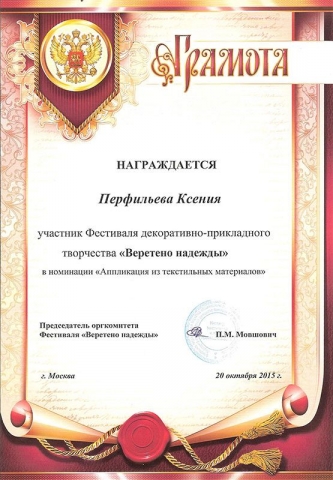 Грамота
НАГРАЖДАЕТСЯ
Перфильева Ксения
участник Фестиваля декоративно-прикладного
творчества «Веретено надежды»
в номинации «Аппликация из текстильных материалов»
Председатель оргкомитета
Фестиваля «Веретено надежды»
П.М. Мовшович
г. Москва
20 октября 2015 г.